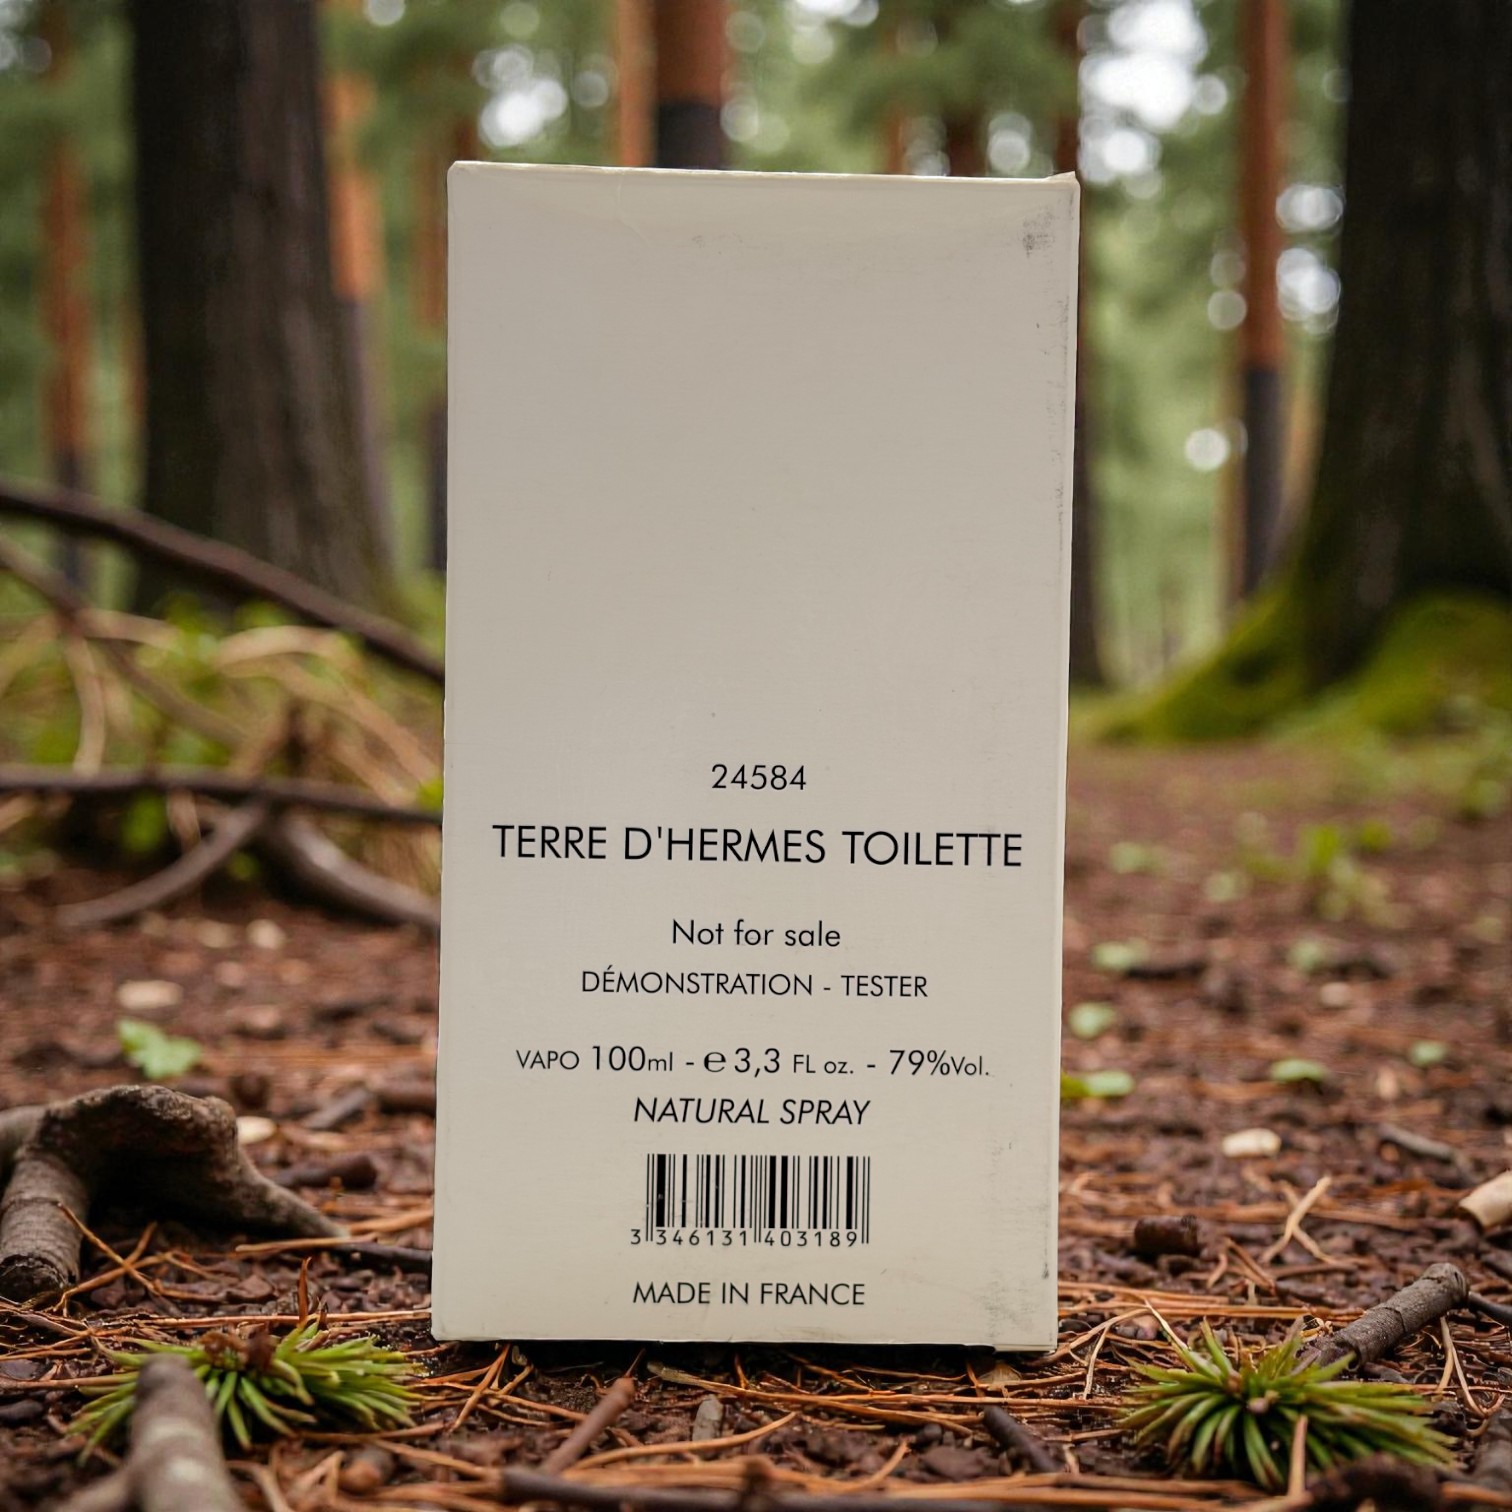 24584
TERRE D'HERMES TOILETTE
Not for sale
DÉMONSTRATION - TESTER
VAPO 100ml - ℮ 3,3 FL oz. - 79%Vol.
NATURAL SPRAY
3 346131 403189
MADE IN FRANCE